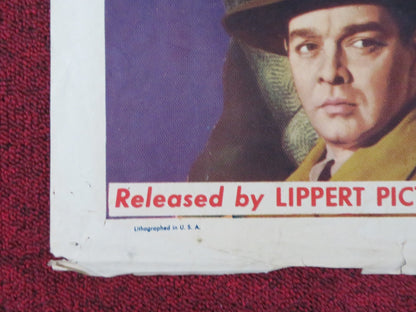 Released by LIPPERT PICT
Lithographed in U. S. A.